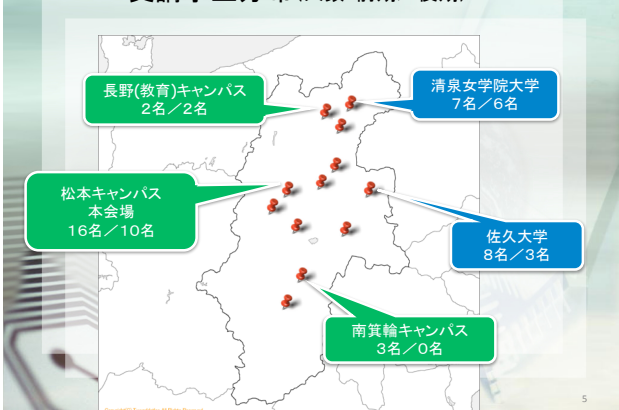 長野(教育)キャンパス
2名／2名
清泉女学院大学
7名／6名
松本キャンパス
本会場
16名／10名
佐久大学
8名／3名
南箕輪キャンパス
3名／0名
5